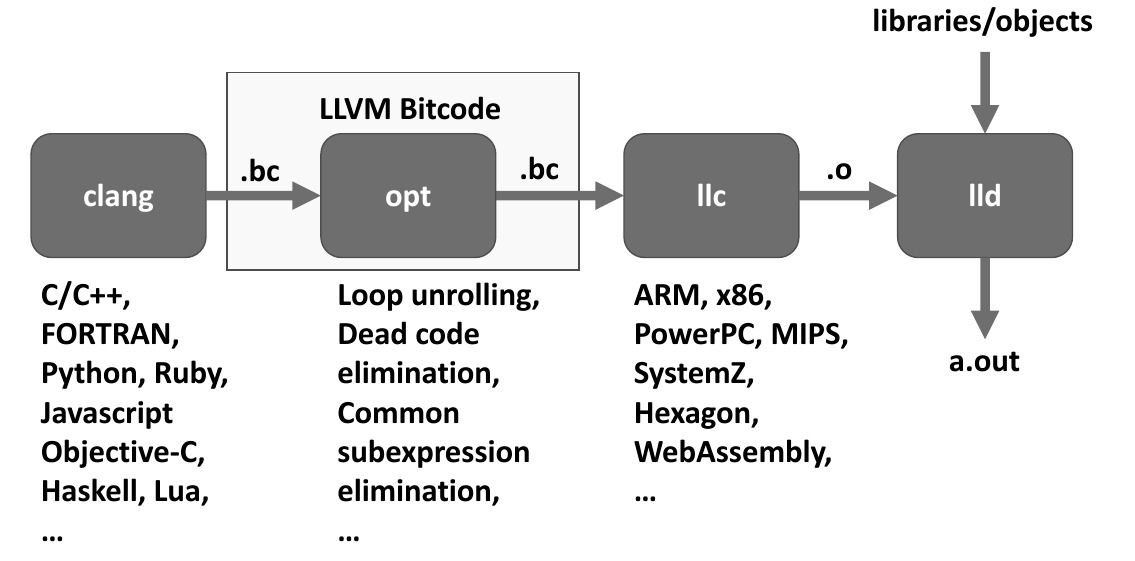 libraries/objects
LLVM Bitcode
clang
.bc
opt
.bc
llc
.o
lld
C/C++,
FORTRAN,
Python, Ruby,
Javascript
Objective-C,
Haskell, Lua,
...
Loop unrolling,
Dead code
elimination,
Common
subexpression
elimination,
...
ARM, x86,
PowerPC, MIPS,
SystemZ,
Hexagon,
WebAssembly,
...
a.out